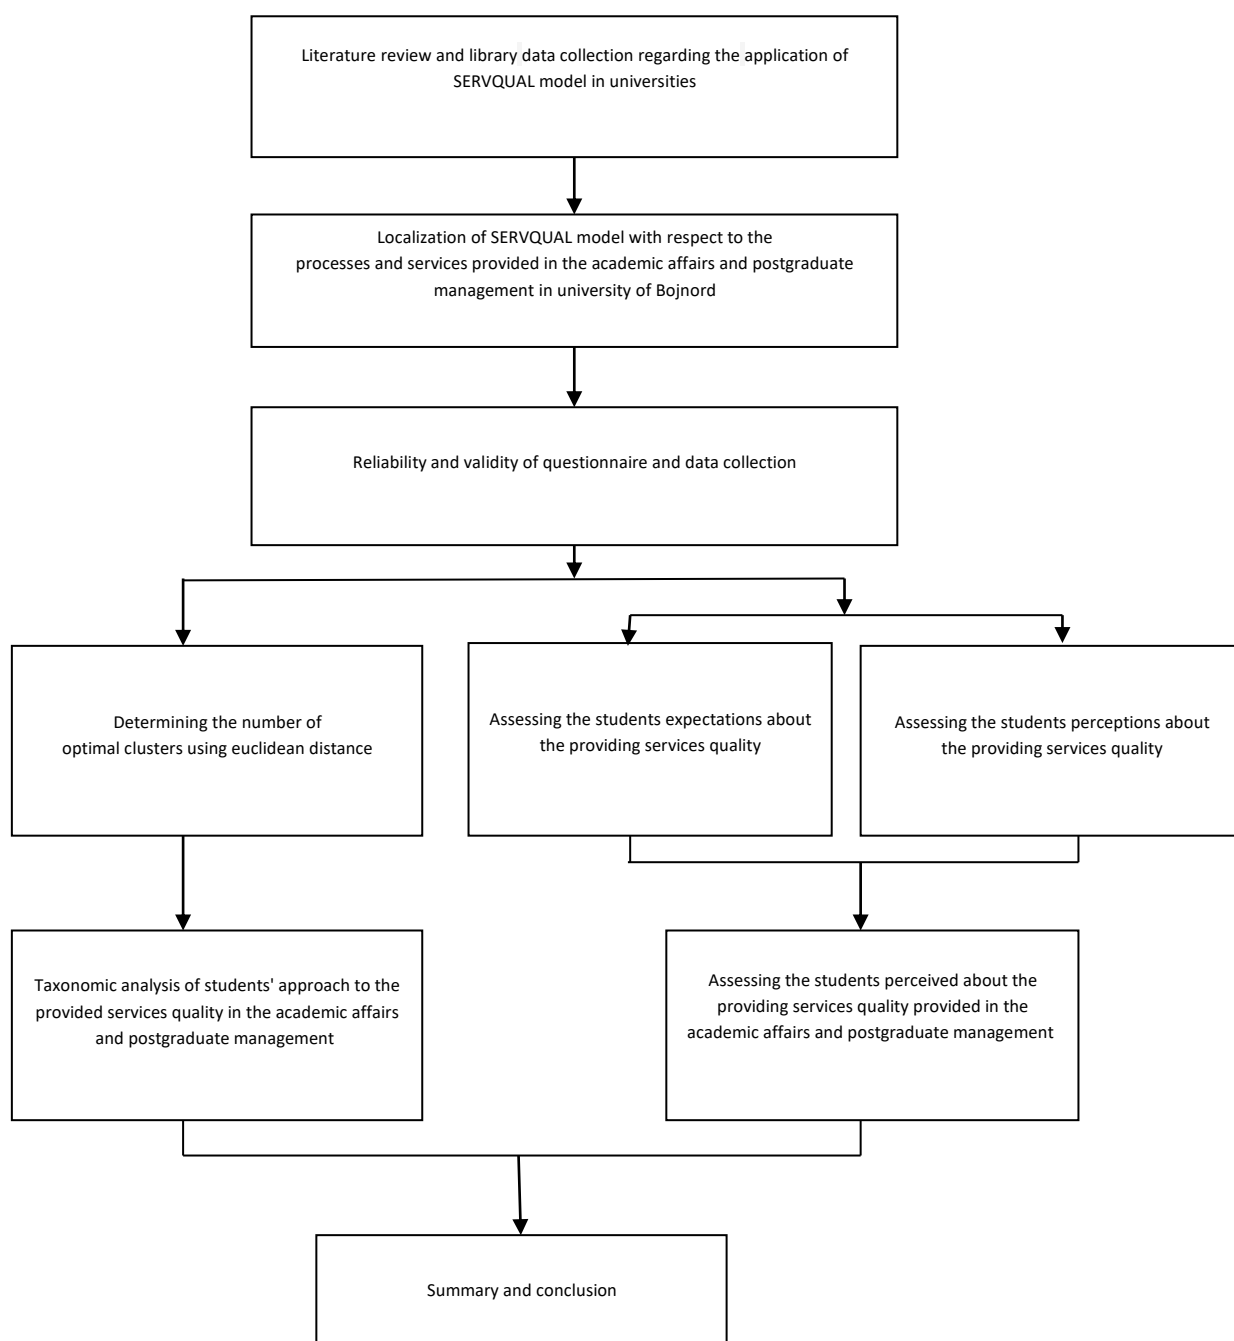 Literature review and library data collection regarding the application of
SERVQUAL model in universities
Localization of SERVQUAL model with respect to the
processes and services provided in the academic affairs and postgraduate
management in university of Bojnord
Reliability and validity of questionnaire and data collection
Determining the number of
optimal clusters using euclidean distance
Assessing the students expectations about
the providing services quality
Assessing the students perceptions about
the providing services quality
Taxonomic analysis of students' approach to the
provided services quality in the academic affairs
and postgraduate management
Assessing the students perceived about the
providing services quality provided in the
academic affairs and postgraduate management
Summary and conclusion